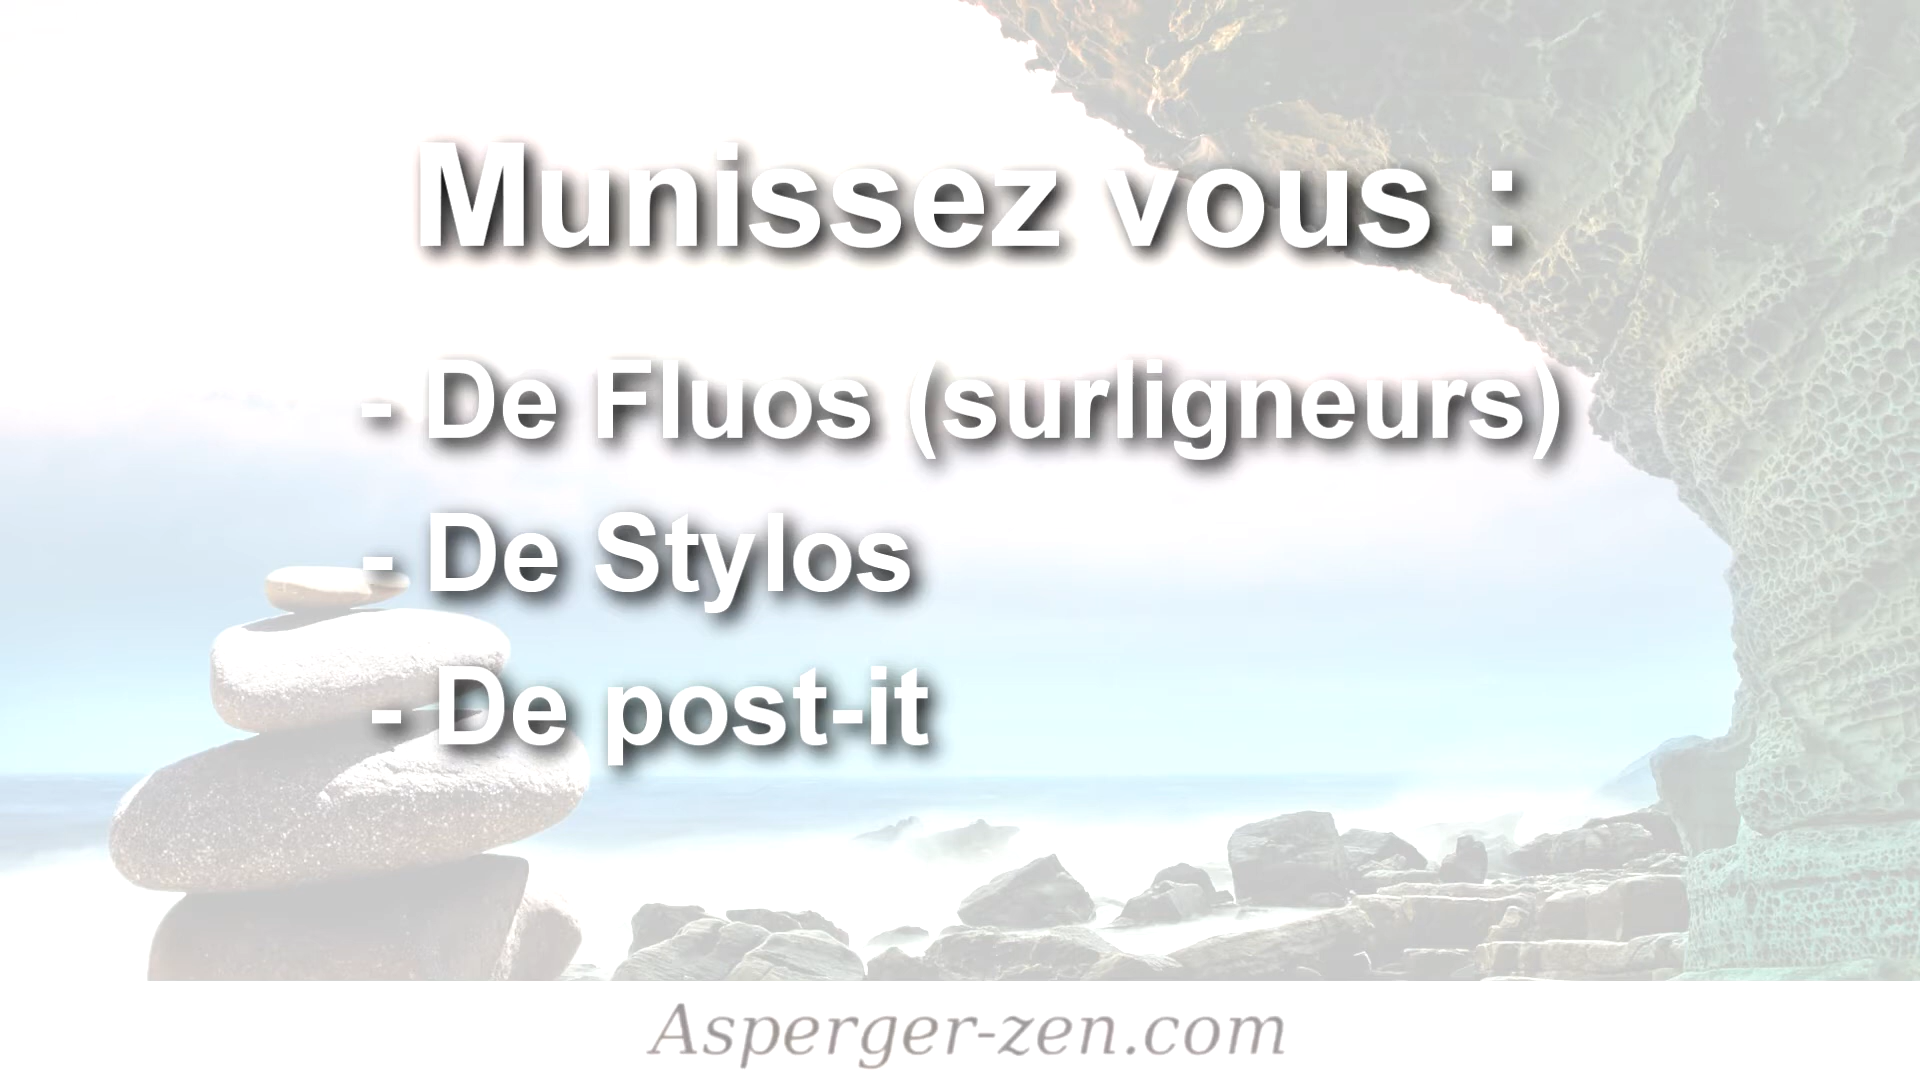 Munissez vous :
- De Fluos (surligneurs)
- De Stylos
- De post-it
Asperger-zen.com